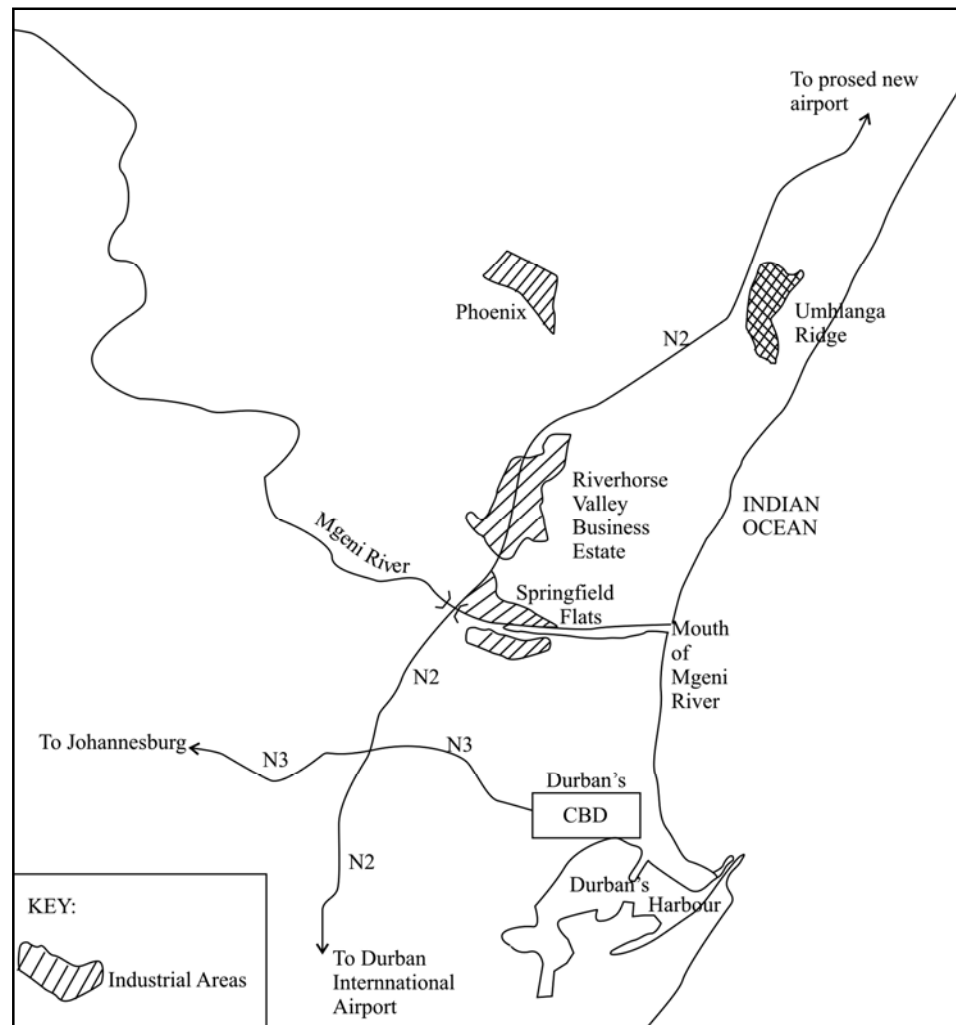 To prosed new
airport
Phoenix
Umhlanga
Ridge
N2
Riverhorse
Valley
Business
Estate
INDIAN
OCEAN
Mgeni River
Springfield
Flats
Mouth
of
Mgeni
River
N2
To Johannesburg
N3
N3
Durban’s
CBD
N2
Durban’s
Harbour
To Durban
Internnational
Airport
KEY:
Industrial Areas